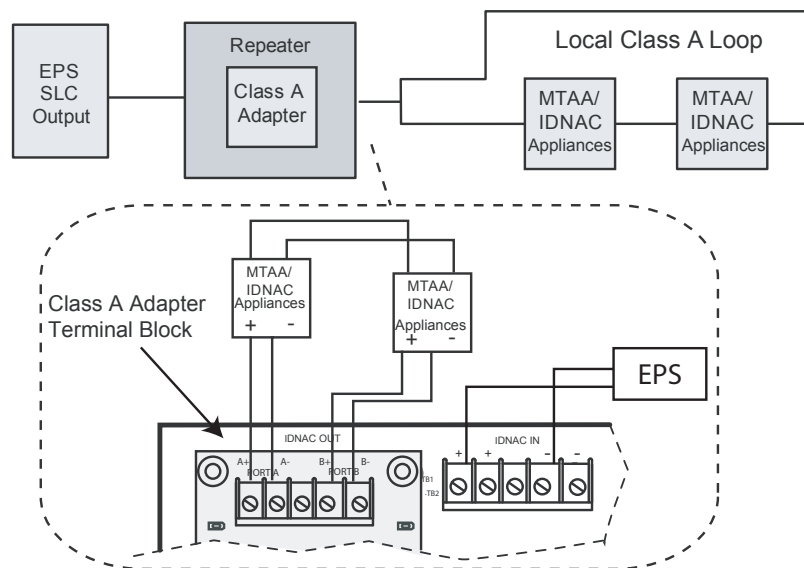 EPS
SLC
Output
Repeater
Class A
Adapter
Local Class A Loop
MTAA/
IDNAC
Appliances
MTAA/
IDNAC
Appliances
MTAA/
IDNAC
Appliances
+ -
MTAA/
IDNAC
Appliances
+ -
Class A Adapter
Terminal Block
EPS
IDNAC OUT
IDNAC IN
A+ A- B+ B-
PORT A PORT B
+ + - -
TB1
-TB2